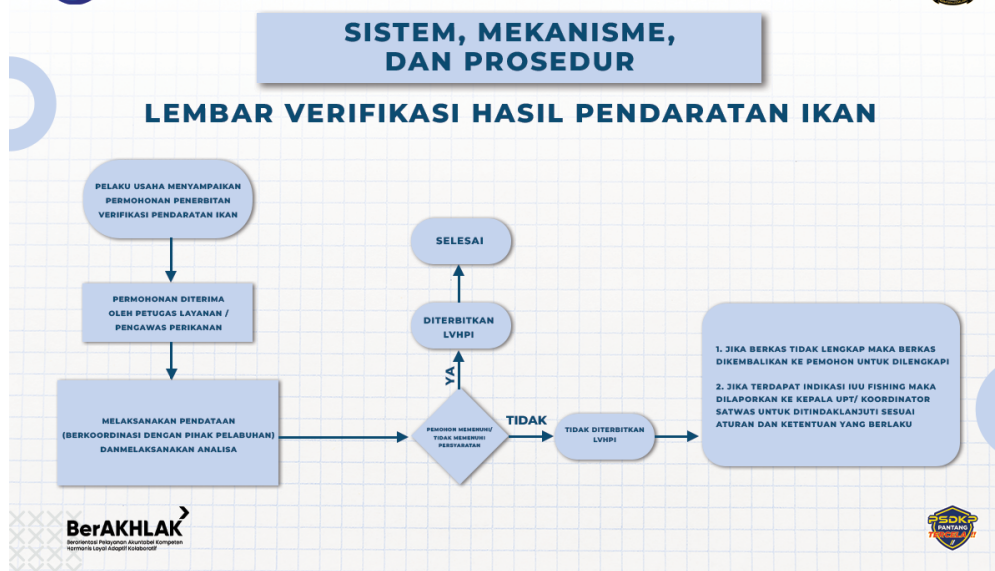 SISTEM, MEKANISME,
DAN PROSEDUR
LEMBAR VERIFIKASI HASIL PENDARATAN IKAN
PELAKU USAHA MENYAMPAIKAN
PERMOHONAN PENERBITAN
VERIFIKASI PENDARATAN IKAN
PERMOHONAN DITERIMA
OLEH PETUGAS LAYANAN /
PENGAWAS PERIKANAN
MELAKSANAKAN PENDATAAN
(BERKOORDINASI DENGAN PIHAK PELABUHAN)
DANMELAKSANAKAN ANALISA
PEMOHON MEMENUHI/
TIDAK MEMENUHI
PERSYARATAN
YA
DITERBITKAN
LVHPI
SELESAI
TIDAK
TIDAK DITERBITKAN
LVHPI
1. JIKA BERKAS TIDAK LENGKAP MAKA BERKAS
DIKEMBALIKAN KE PEMOHON UNTUK DILENGKAPI
2. JIKA TERDAPAT INDIKASI IUU FISHING MAKA
DILAPORKAN KE KEPALA UPT/ KOORDINATOR
SATWAS UNTUK DITINDAKLANJUTI SESUAI
ATURAN DAN KETENTUAN YANG BERLAKU
BerAKHLAK
Berorientasi Pelayanan Akuntabel Kompeten
Harmonis Loyal Adaptif Kolaboratif
PSDKP
PANTANG
TERCELA !!